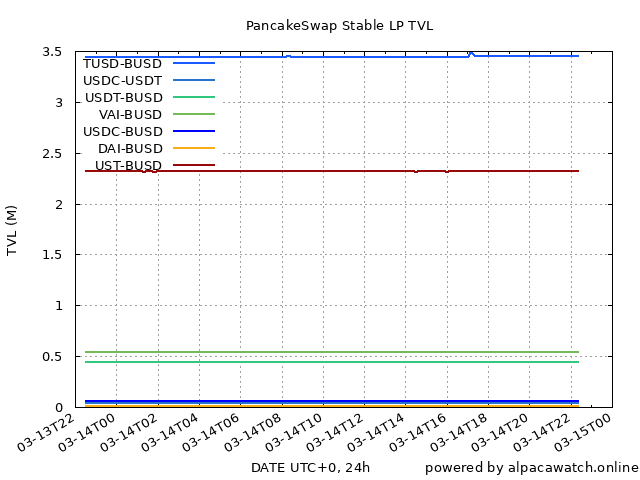 PancakeSwap Stable LP TVL
TVL (M)
3.5
3
2.5
2
1.5
1
0.5
0
TUSD-BUSD
USDC-USDT
USDT-BUSD
VAI-BUSD
USDC-BUSD
DAI-BUSD
UST-BUSD
03-13T22
03-14T00
03-14T02
03-14T04
03-14T06
03-14T08
03-14T10
03-14T12
03-14T14
03-14T16
03-14T18
03-14T20
03-14T22
03-15T00
DATE UTC+0, 24h
powered by alpacawatch.online